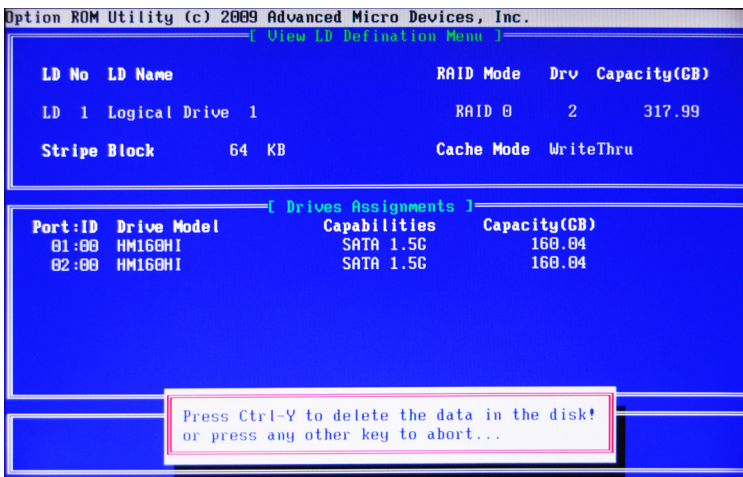 Option ROM Utility (c) 2009 Advanced Micro Devices, Inc.
[ View LD Defination Menu ]
LD No LD Name RAID Mode Drv Capacity(GB)
LD 1 Logical Drive 1 RAID 0 2 317.99
Stripe Block 64 KB Cache Mode WriteThru
[ Drives Assignments ]
Port:ID Drive Model Capabilities Capacity(GB)
01:00 HM160HI SATA 1.5G 160.04
02:00 HM160HI SATA 1.5G 160.04
Press Ctrl-Y to delete the data in the disk!
or press any other key to abort...